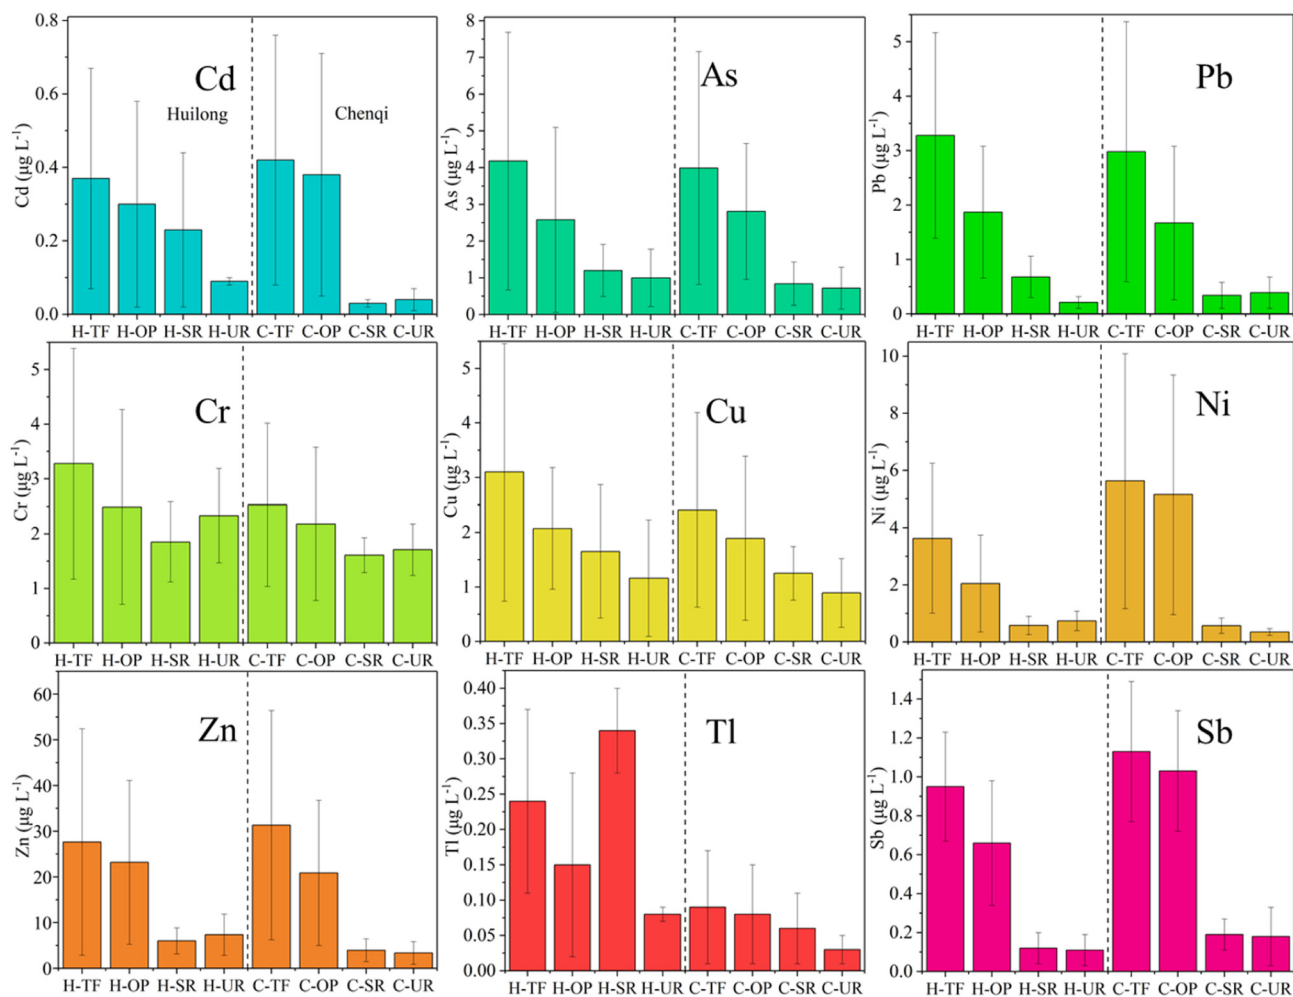 Cd
Huilong
Chenqi
Cd (μg L-1)
0.8
0.6
0.4
0.2
0.0
H-TF H-OP H-SR H-UR C-TF C-OP C-SR C-UR
As
As (μg L-1)
8
7
6
5
4
3
2
1
0
H-TF H-OP H-SR H-UR C-TF C-OP C-SR C-UR
Pb
Pb (μg L-1)
5
4
3
2
1
0
H-TF H-OP H-SR H-UR C-TF C-OP C-SR C-UR
Cr
Cr (μg L-1)
5
4
3
2
1
0
H-TF H-OP H-SR H-UR C-TF C-OP C-SR C-UR
Cu
Cu (μg L-1)
5
4
3
2
1
0
H-TF H-OP H-SR H-UR C-TF C-OP C-SR C-UR
Ni
Ni (μg L-1)
10
8
6
4
2
0
H-TF H-OP H-SR H-UR C-TF C-OP C-SR C-UR
Zn
Zn (μg L-1)
60
50
40
30
20
10
0
H-TF H-OP H-SR H-UR C-TF C-OP C-SR C-UR
Tl
Tl (μg L-1)
0.40
0.35
0.30
0.25
0.20
0.15
0.10
0.05
0.00
H-TF H-OP H-SR H-UR C-TF C-OP C-SR C-UR
Sb
Sb (μg L-1)
1.4
1.2
1.0
0.8
0.6
0.4
0.2
0.0
H-TF H-OP H-SR H-UR C-TF C-OP C-SR C-UR